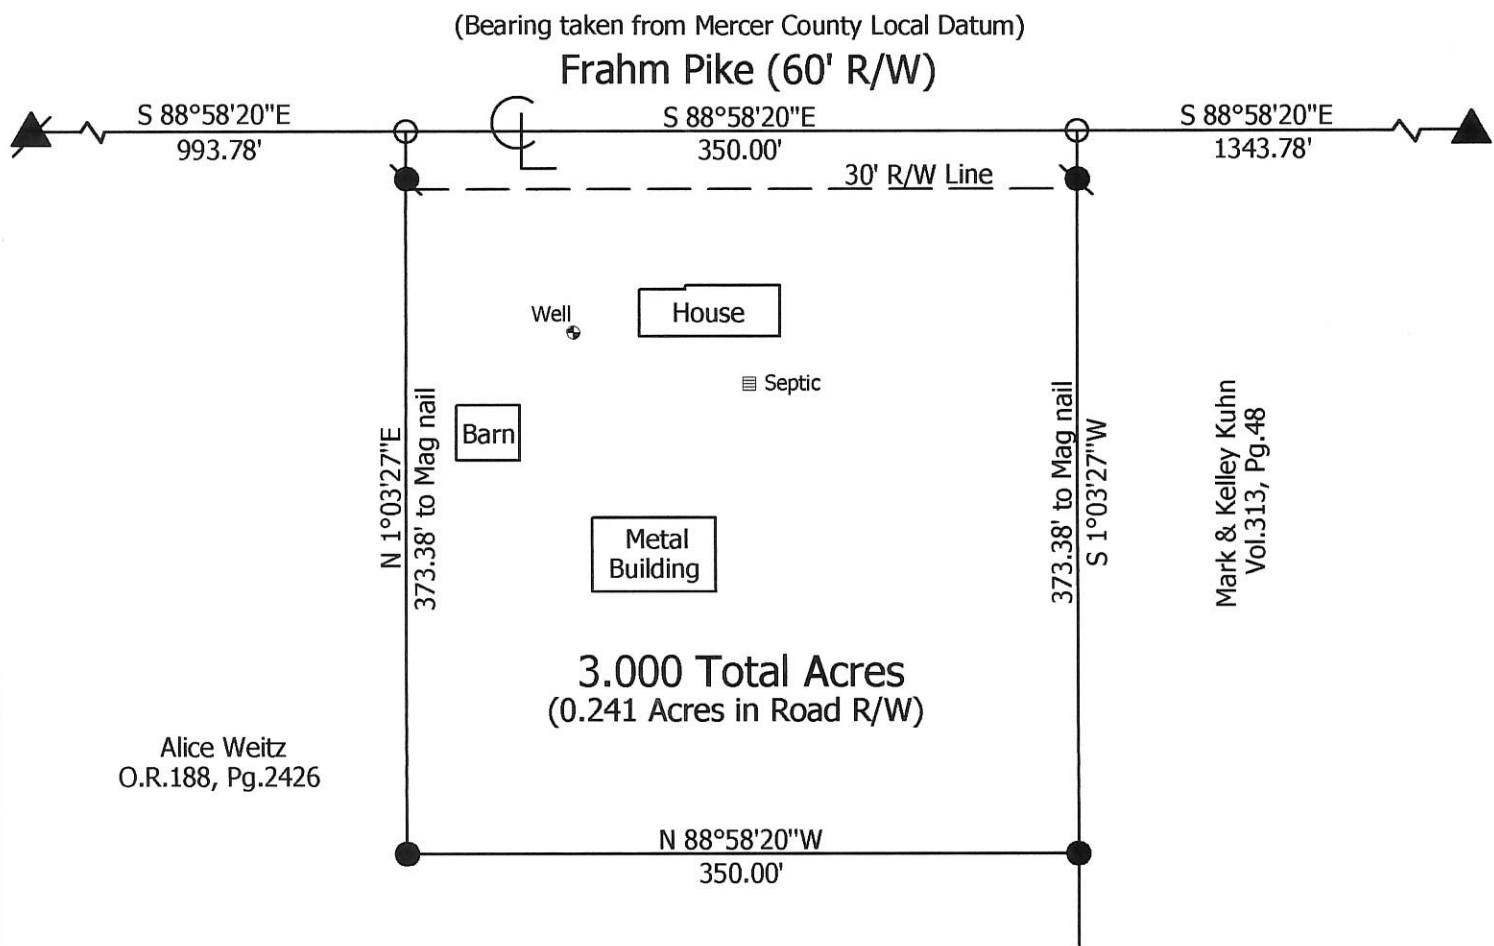 (Bearing taken from Mercer County Local Datum)
Frahm Pike (60' R/W)
S 88°58'20"E
993.78'
S 88°58'20"E
350.00'
S 88°58'20"E
1343.78'
30' R/W Line
Well
House
Septic
Barn
N 1°03'27"E
373.38' to Mag nail
373.38' to Mag nail
S 1°03'27"W
Mark & Kelley Kuhn
Vol.313, Pg.48
Metal
Building
3.000 Total Acres
(0.241 Acres in Road R/W)
Alice Weitz
O.R.188, Pg.2426
N 88°58'20"W
350.00'